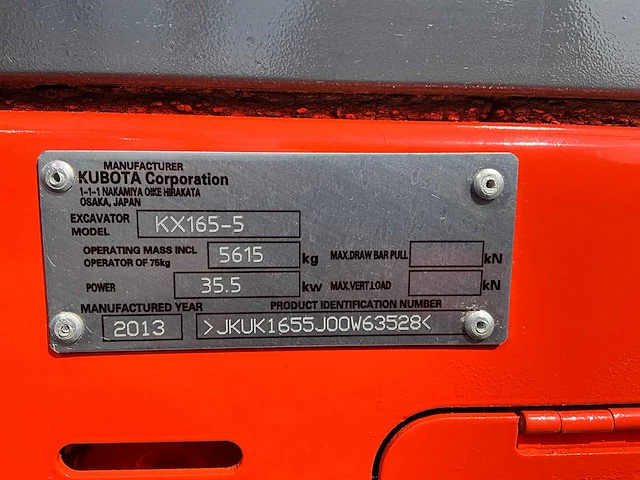 MANUFACTURER
KUBOTA Corporation
1-1-1 NAKAMIYA OIKE HIRAKATA
OSAKA, JAPAN
EXCAVATOR MODEL KX165-5
OPERATING MASS INCL OPERATOR OF 75kg 5615 kg MAX.DRAW BAR PULL kN
POWER 35.5 kw MAX.VERT.LOAD kN
MANUFACTURED YEAR PRODUCT IDENTIFICATION NUMBER
2013 >JKUK1655J00W63528<